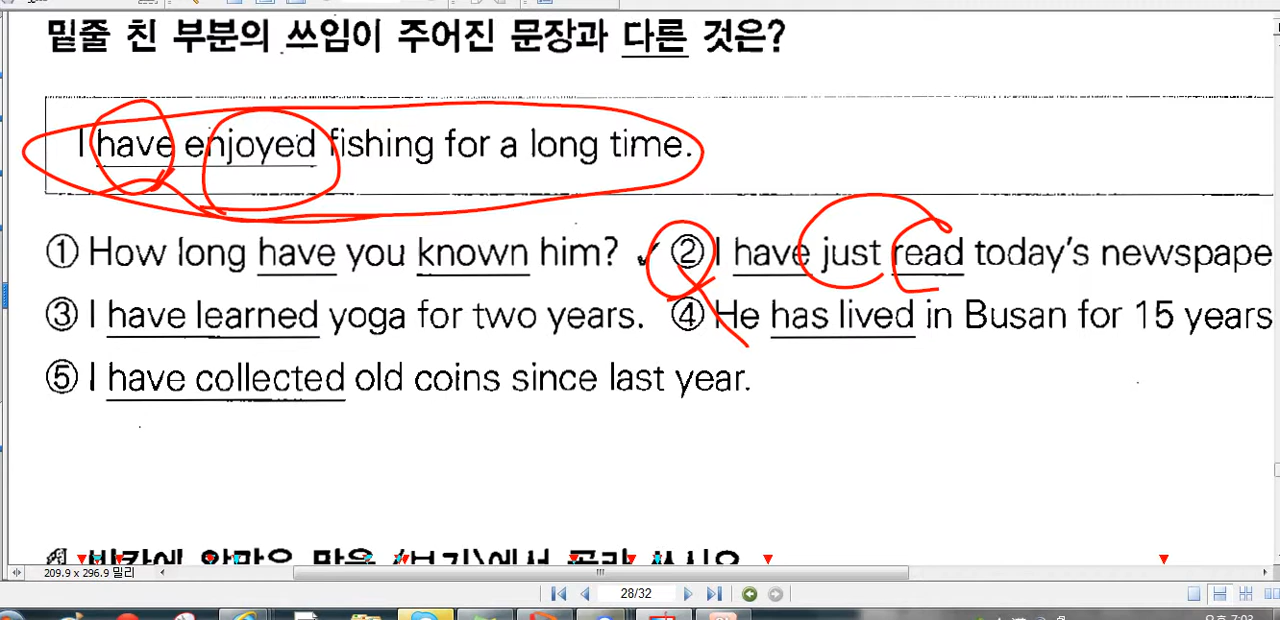 밑줄 친 부분의 쓰임이 주어진 문장과 다른 것은?
I have enjoyed fishing for a long time.
① How long have you known him? ② I have just read today's newspape
③ I have learned yoga for two years. ④ He has lived in Busan for 15 years
⑤ I have collected old coins since last year.
209.9 x 296.9 밀리
28/32